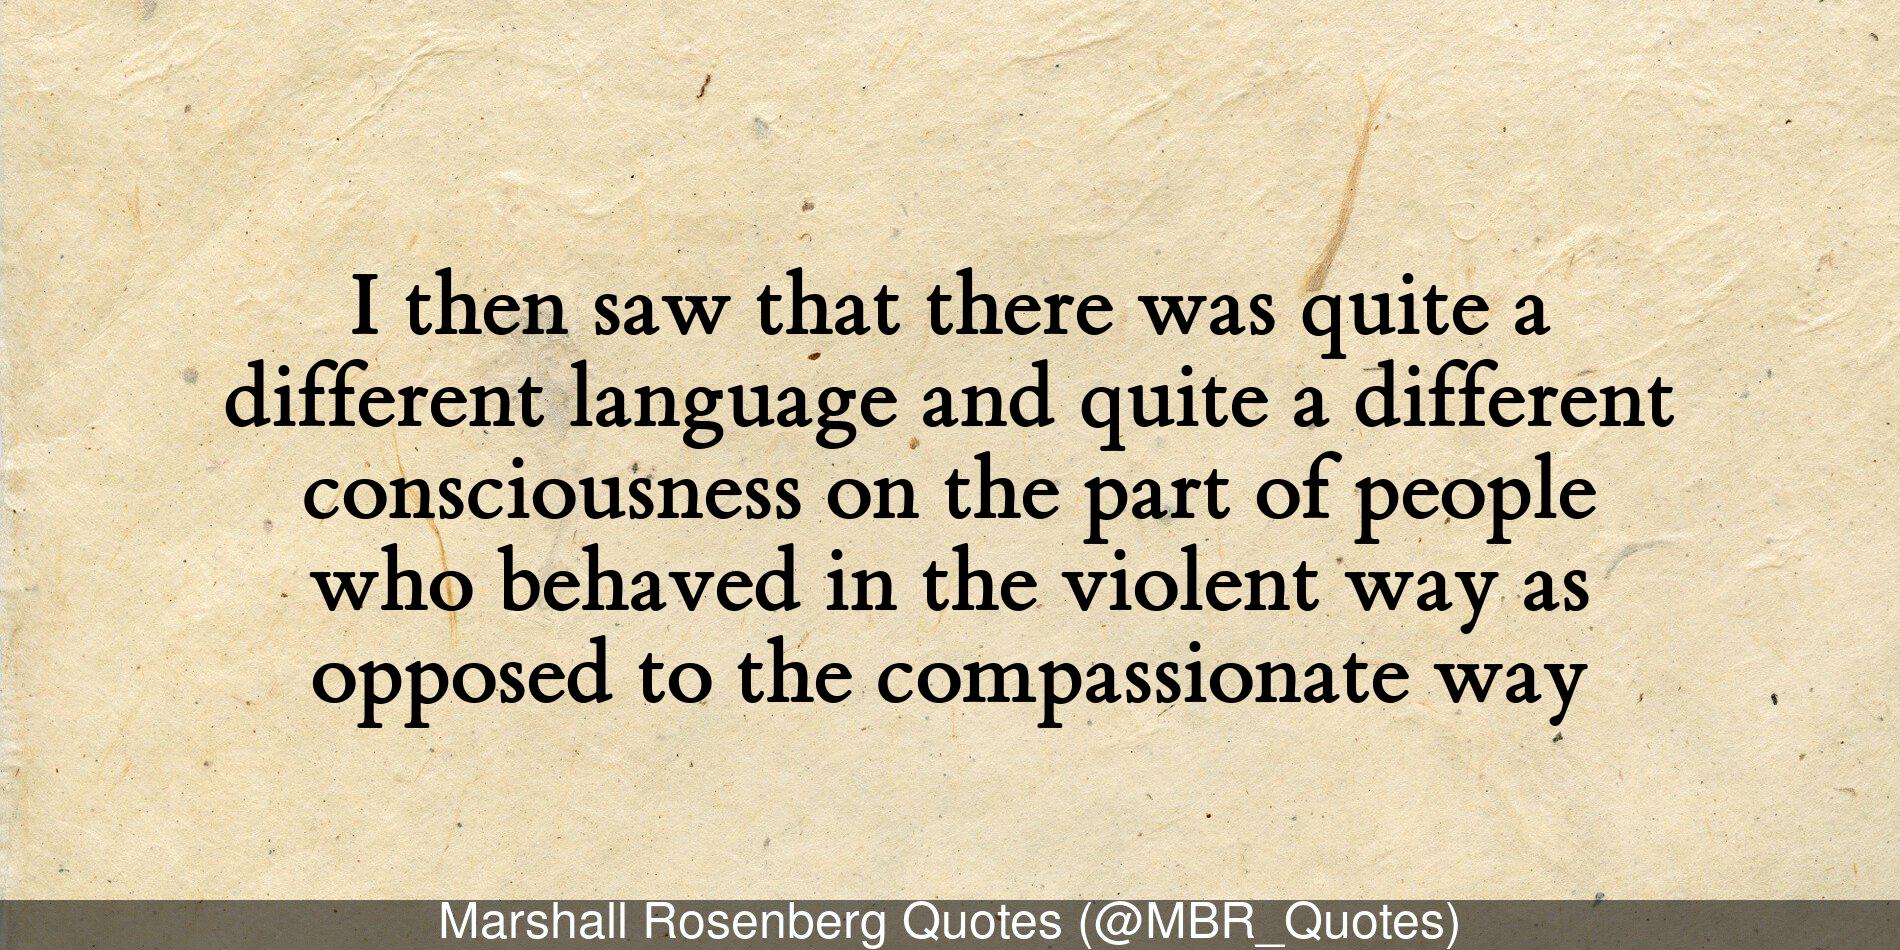 I then saw that there was quite a
different language and quite a different
consciousness on the part of people
who behaved in the violent way as
opposed to the compassionate way
Marshall Rosenberg Quotes (@MBR_Quotes)